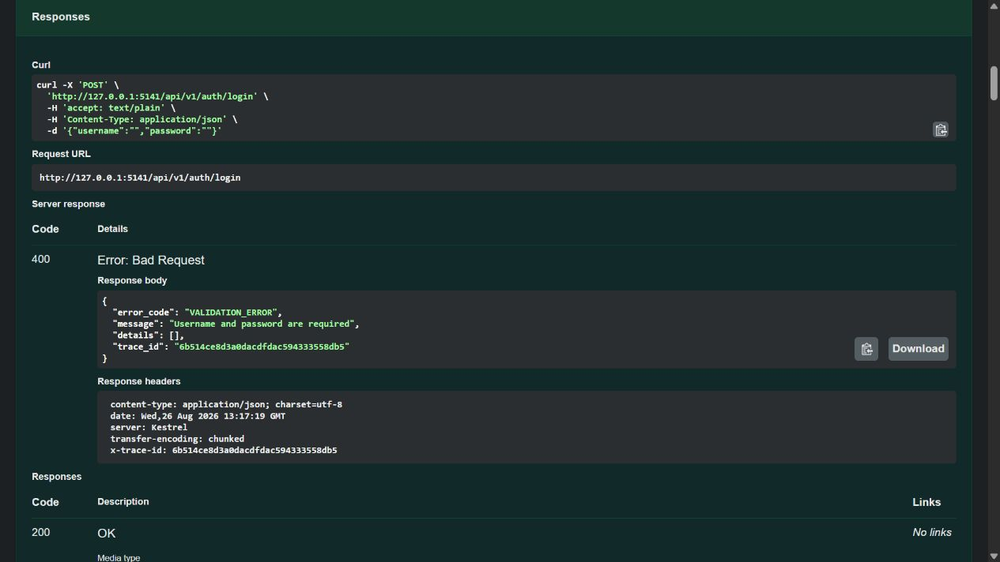 Responses
Curl
curl -X 'POST' \
  'http://127.0.0.1:5141/api/v1/auth/login' \
  -H 'accept: text/plain' \
  -H 'Content-Type: application/json' \
  -d '{"username":"","password":""}'
Request URL
http://127.0.0.1:5141/api/v1/auth/login
Server response
Code Details
400 Error: Bad Request
Response body
{
  "error_code": "VALIDATION_ERROR",
  "message": "Username and password are required",
  "details": [],
  "trace_id": "6b514ce8d3a0dacdfdac594333558db5"
}
Download
Response headers
content-type: application/json; charset=utf-8
date: Wed,26 Aug 2026 13:17:19 GMT
server: Kestrel
transfer-encoding: chunked
x-trace-id: 6b514ce8d3a0dacdfdac594333558db5
Responses
Code Description Links
200 OK No links
Media type